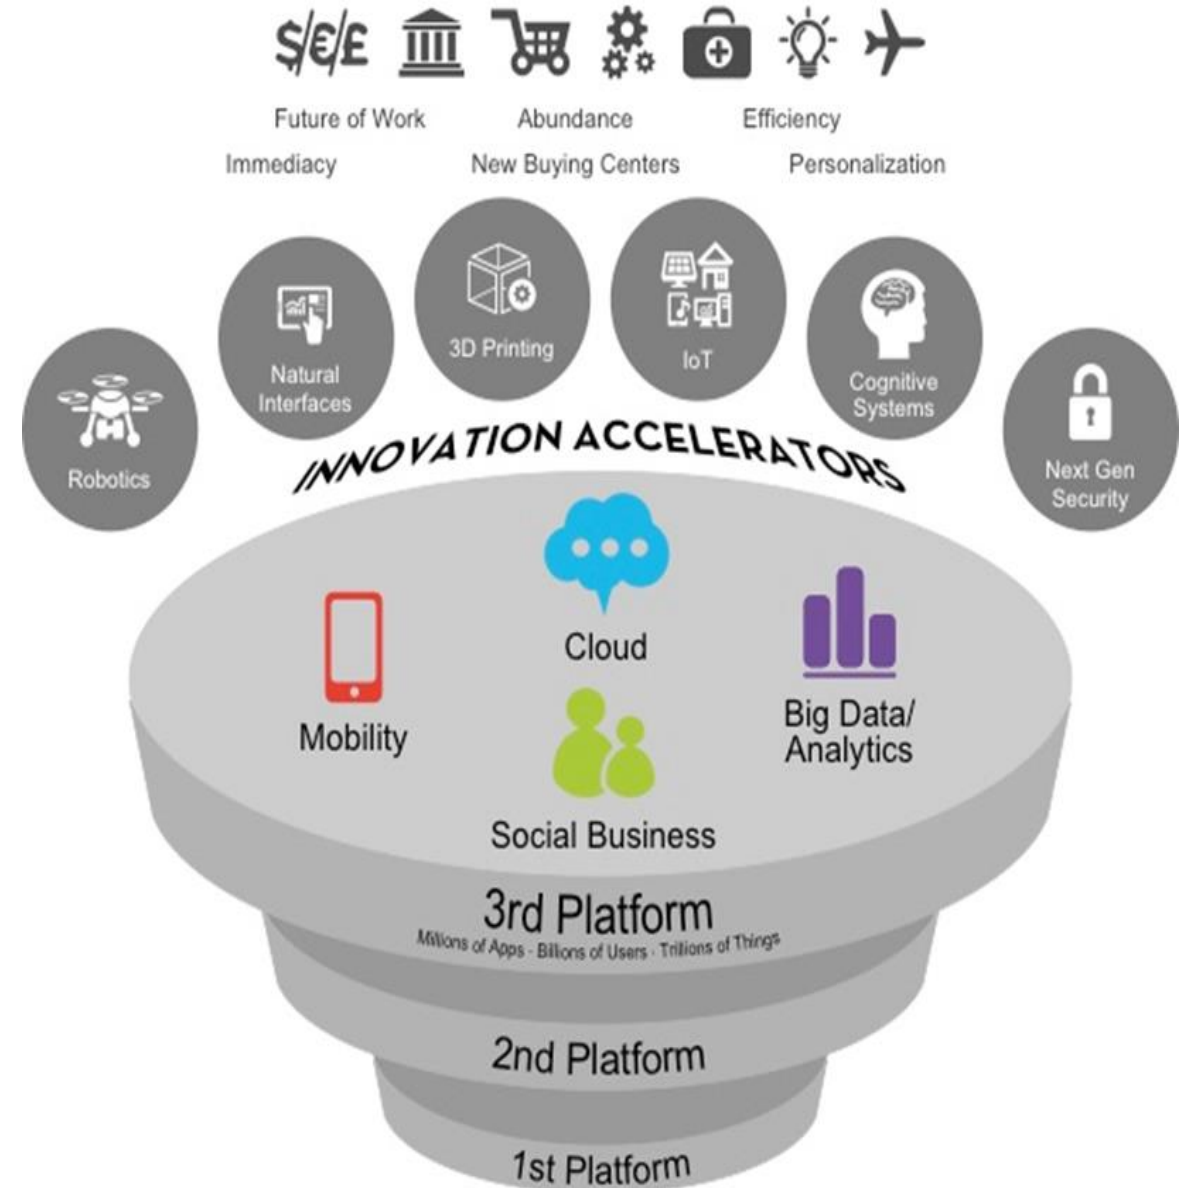 $/€/£
Future of Work Abundance Efficiency
Immediacy New Buying Centers Personalization
Robotics
Natural
Interfaces
3D Printing
IoT
Cognitive
Systems
Next Gen
Security
INNOVATION ACCELERATORS
Cloud
Mobility
Big Data/
Analytics
Social Business
3rd Platform
Millions of Apps · Billions of Users · Trillions of Things
2nd Platform
1st Platform